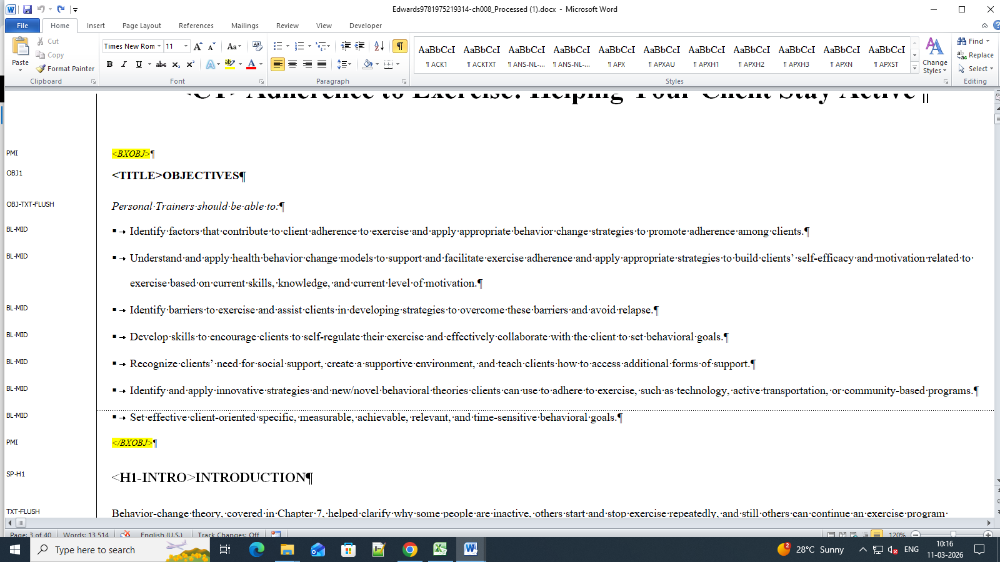 Edwards9781975219314-ch008_Processed (1).docx - Microsoft Word
File Home Insert Page Layout References Mailings Review View Developer
Paste
Cut
Copy
Format Painter
Clipboard
Times New Rom 11
Font
Paragraph
AaBbCcI AaBbCcI AaBbCcI AaBbCcI AaBbCcI AaBbCcI AaBbCcI AaBbCcI AaBbCcI AaBbCcI AaBbCcI
¶ ACK1 ¶ ACKTXT ¶ ANS-NL-... ¶ ANS-NL-... ¶ APX ¶ APXAU ¶ APXH1 ¶ APXH2 ¶ APXH3 ¶ APXN ¶ APXST
Styles
Change Styles
Find
Replace
Select
Editing
<CT> Adherence to Exercise: Helping Your Client Stay Active¶
PMI <BXOBJ>¶
OBJ1 <TITLE>OBJECTIVES¶
OBJ-TXT-FLUSH Personal·Trainers·should·be·able·to:¶
BL-MID ▪→Identify·factors·that·contribute·to·client·adherence·to·exercise·and·apply·appropriate·behavior·change·strategies·to·promote·adherence·among·clients.¶
BL-MID ▪→Understand·and·apply·health·behavior·change·models·to·support·and·facilitate·exercise·adherence·and·apply·appropriate·strategies·to·build·clients’·self-efficacy·and·motivation·related·to·
exercise·based·on·current·skills,·knowledge,·and·current·level·of·motivation.¶
BL-MID ▪→Identify·barriers·to·exercise·and·assist·clients·in·developing·strategies·to·overcome·these·barriers·and·avoid·relapse.¶
BL-MID ▪→Develop·skills·to·encourage·clients·to·self-regulate·their·exercise·and·effectively·collaborate·with·the·client·to·set·behavioral·goals.¶
BL-MID ▪→Recognize·clients’·need·for·social·support,·create·a·supportive·environment,·and·teach·clients·how·to·access·additional·forms·of·support.¶
BL-MID ▪→Identify·and·apply·innovative·strategies·and·new/novel·behavioral·theories·clients·can·use·to·adhere·to·exercise,·such·as·technology,·active·transportation,·or·community-based·programs.¶
BL-MID ▪→Set·effective·client-oriented·specific,·measurable,·achievable,·relevant,·and·time-sensitive·behavioral·goals.¶
PMI </BXOBJ>¶
SP-H1 <H1-INTRO>INTRODUCTION¶
TXT-FLUSH Behavior-change·theory,·covered·in·Chapter·7,·helped·clarify·why·some·people·are·inactive,·others·start·and·stop·exercise·repeatedly,·and·still·others·can·continue·an·exercise·program·
Page: 3 of 40 Words: 13,514 English (U.S.) Track Changes: Off 120%
Type here to search
28°C Sunny
ENG
10:16
11-03-2026